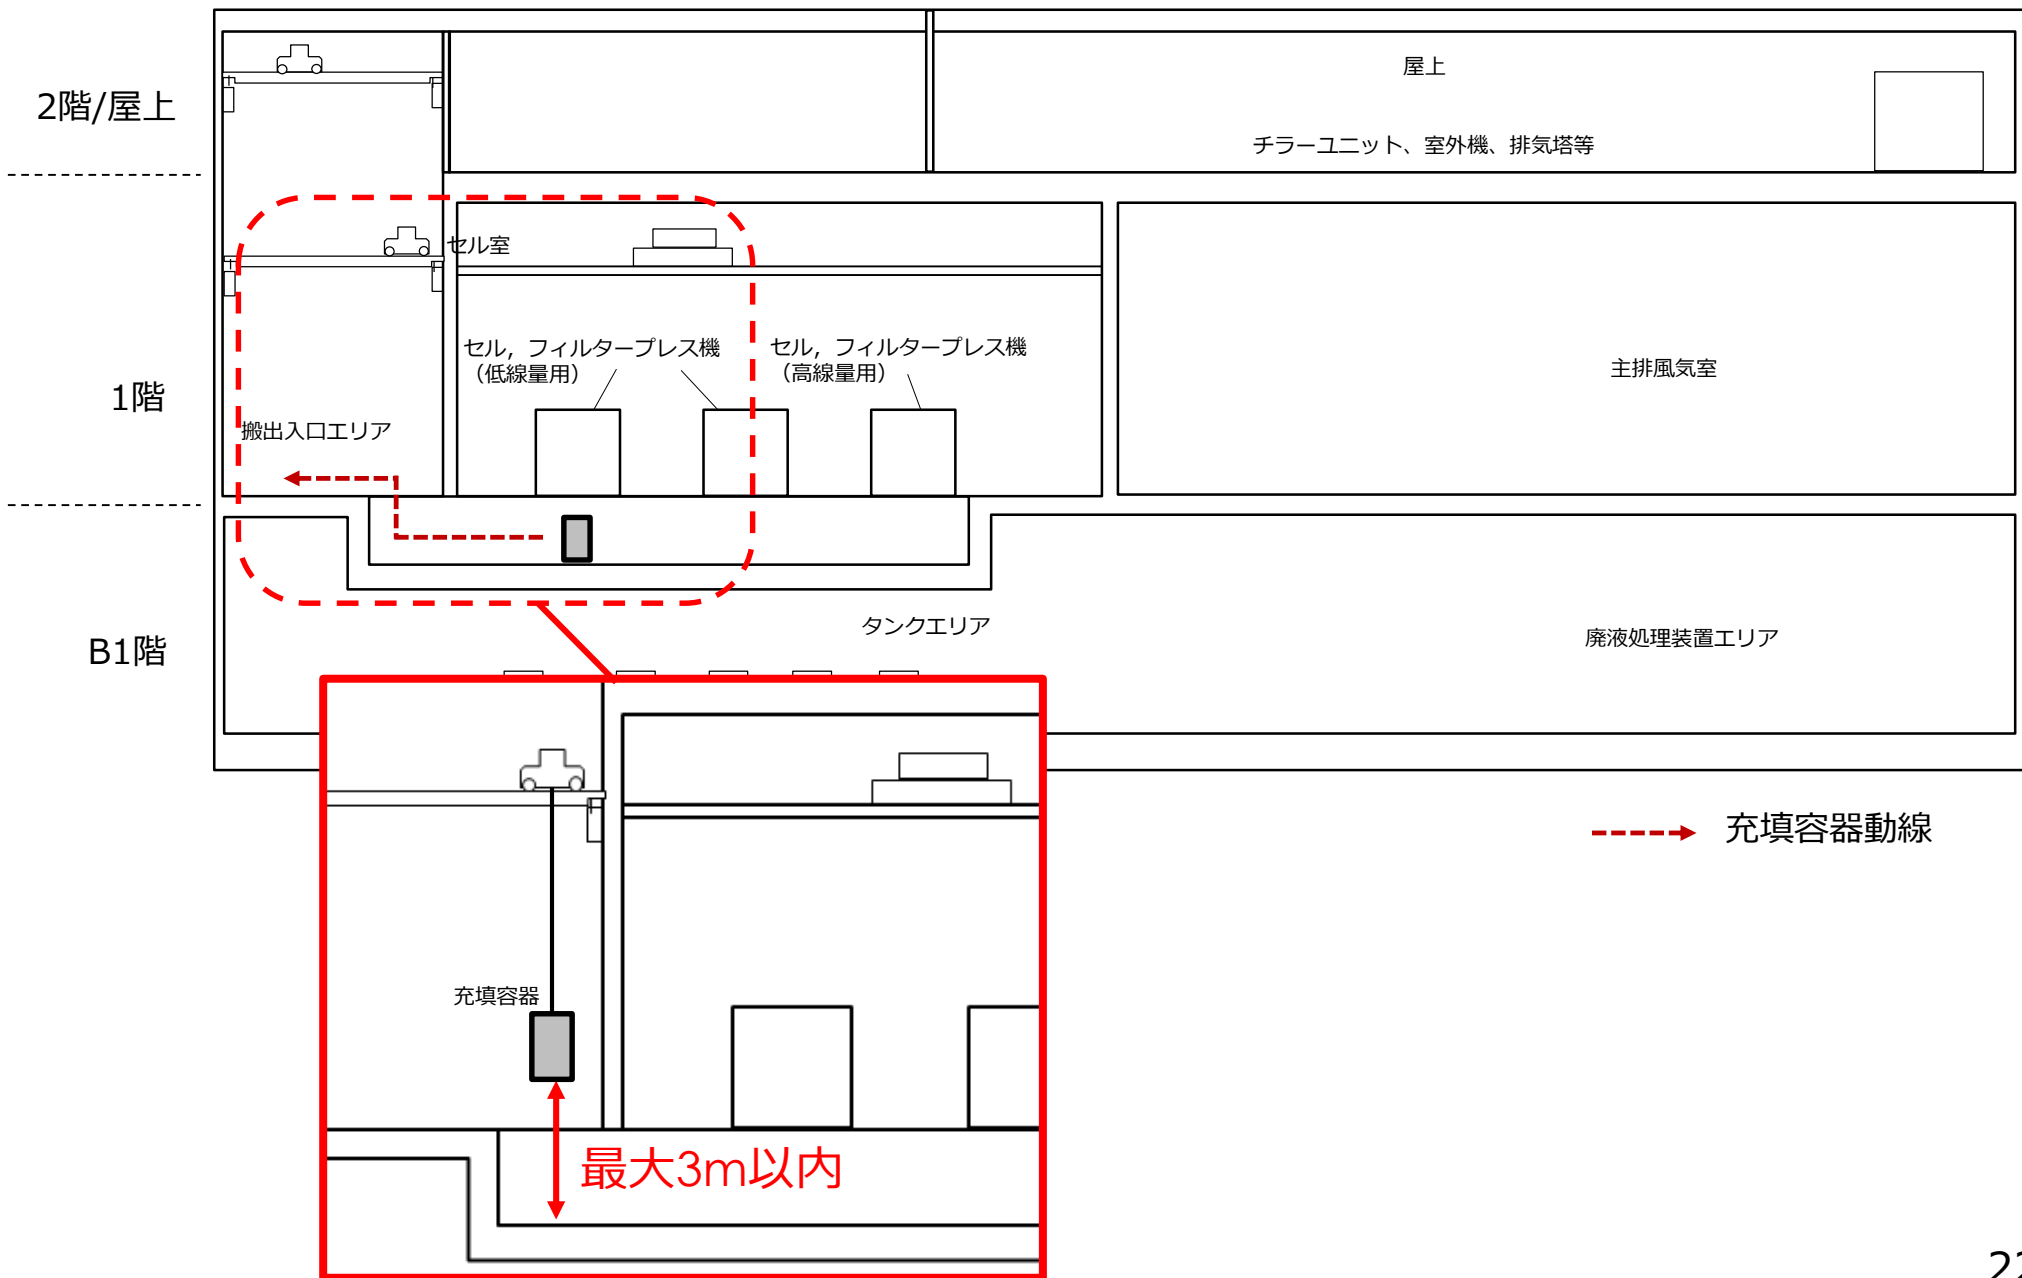 2階/屋上
屋上
チラーユニット、室外機、排気塔等
セル室
セル，フィルタープレス機
（低線量用）
セル，フィルタープレス機
（高線量用）
主排風気室
1階
搬出入口エリア
タンクエリア
廃液処理装置エリア
B1階
充填容器動線
充填容器
最大3m以内
22